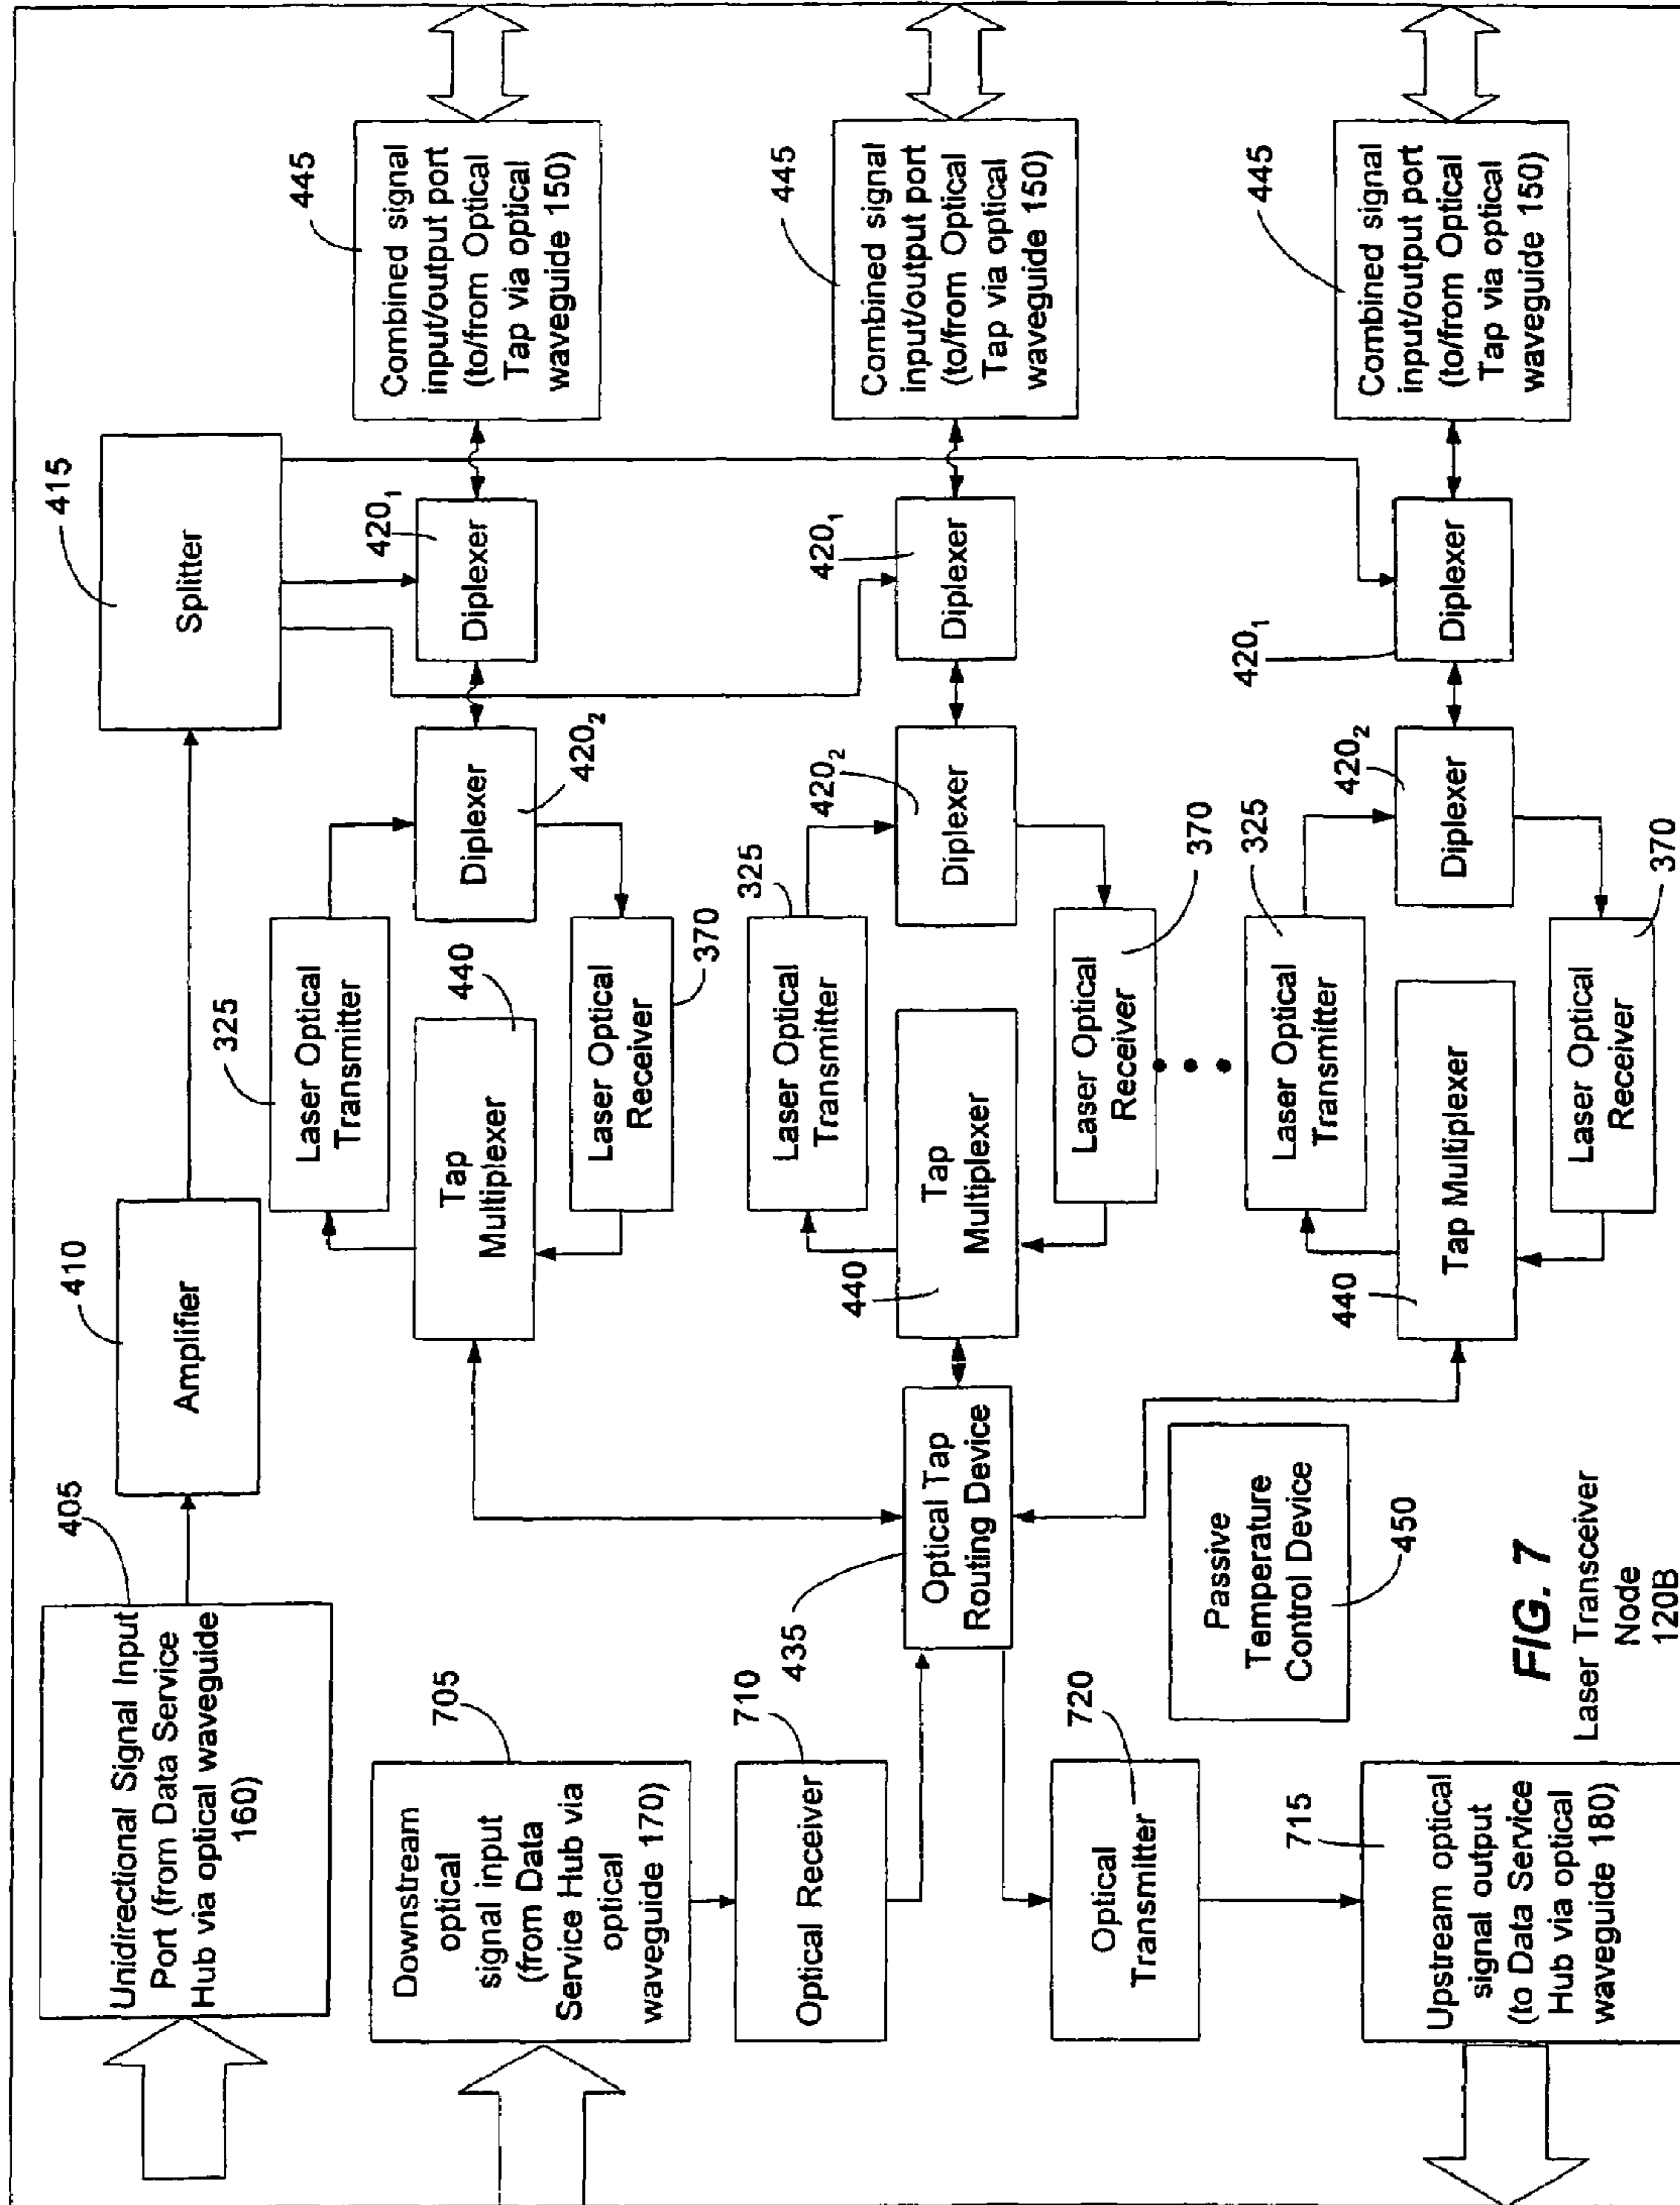 405
Unidirectional Signal Input
Port (from Data Service
Hub via optical waveguide
160)
410
Amplifier
415
Splitter
705
Downstream
optical
signal input
(from Data
Service Hub via
optical
waveguide 170)
710
Optical Receiver
720
Optical
Transmitter
715
Upstream optical
signal output
(to Data Service
Hub via optical
waveguide 180)
435
Optical Tap
Routing Device
Passive
Temperature
Control Device
450
325
Laser Optical
Transmitter
440
Tap
Multiplexer
Laser Optical
Receiver
370
Diplexer
420₂
420₁
Diplexer
445
Combined signal
input/output port
(to/from Optical
Tap via optical
waveguide 150)
325
Laser Optical
Transmitter
Tap
Multiplexer
440
Laser Optical
Receiver
370
420₂
Diplexer
420₁
Diplexer
445
Combined signal
input/output port
(to/from Optical
Tap via optical
waveguide 150)
325
Laser Optical
Transmitter
440
Tap Multiplexer
Laser Optical
Receiver
370
420₂
Diplexer
420₁
Diplexer
445
Combined signal
input/output port
(to/from Optical
Tap via optical
waveguide 150)
FIG. 7
Laser Transceiver
Node
120B